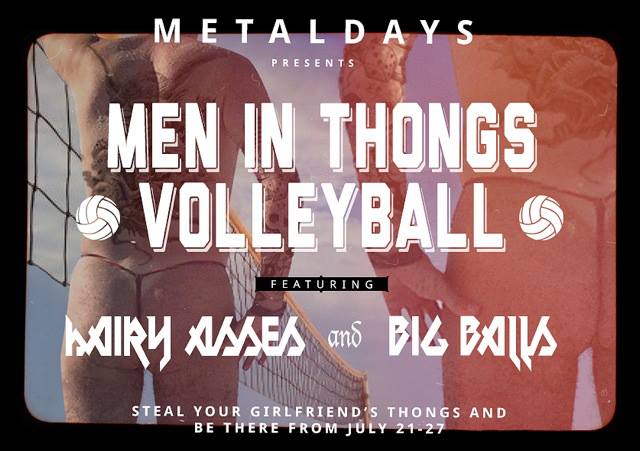 METALDAYS
PRESENTS
MEN IN THONGS
VOLLEYBALL
FEATURING
HAIRY ASSES and BIG BALLS
STEAL YOUR GIRLFRIEND'S THONGS AND
BE THERE FROM JULY 21-27